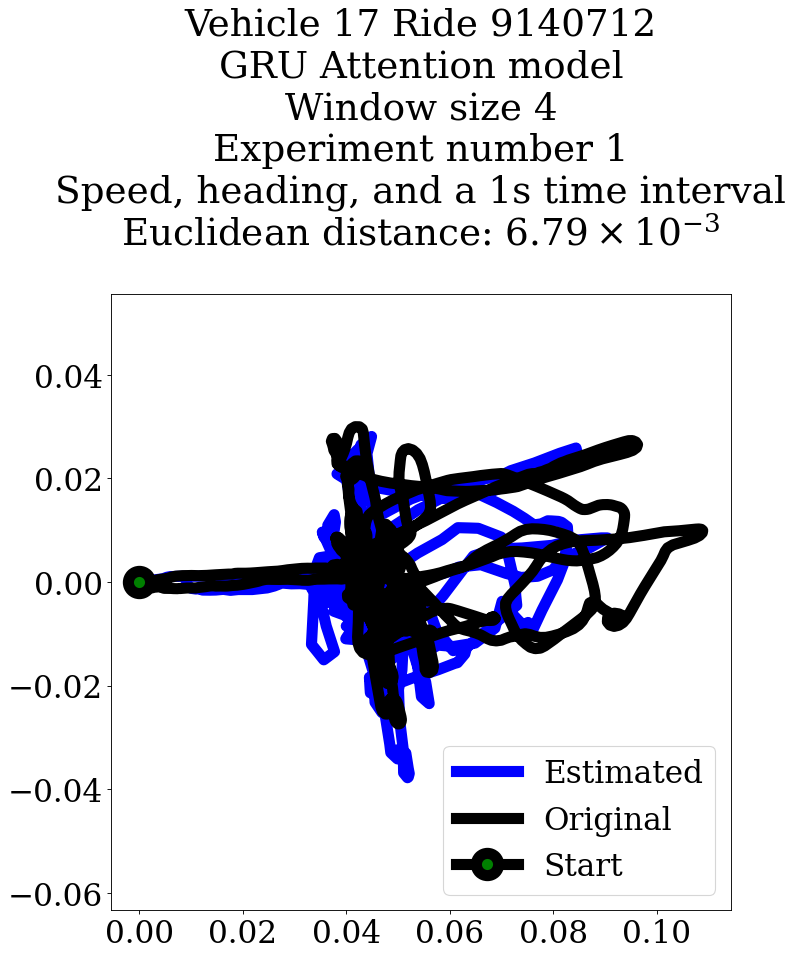 Vehicle 17 Ride 9140712
GRU Attention model
Window size 4
Experiment number 1
Speed, heading, and a 1s time interval
Euclidean distance: 6.79 × 10⁻³
0.04
0.02
0.00
−0.02
−0.04
−0.06
0.00 0.02 0.04 0.06 0.08 0.10
Estimated
Original
Start